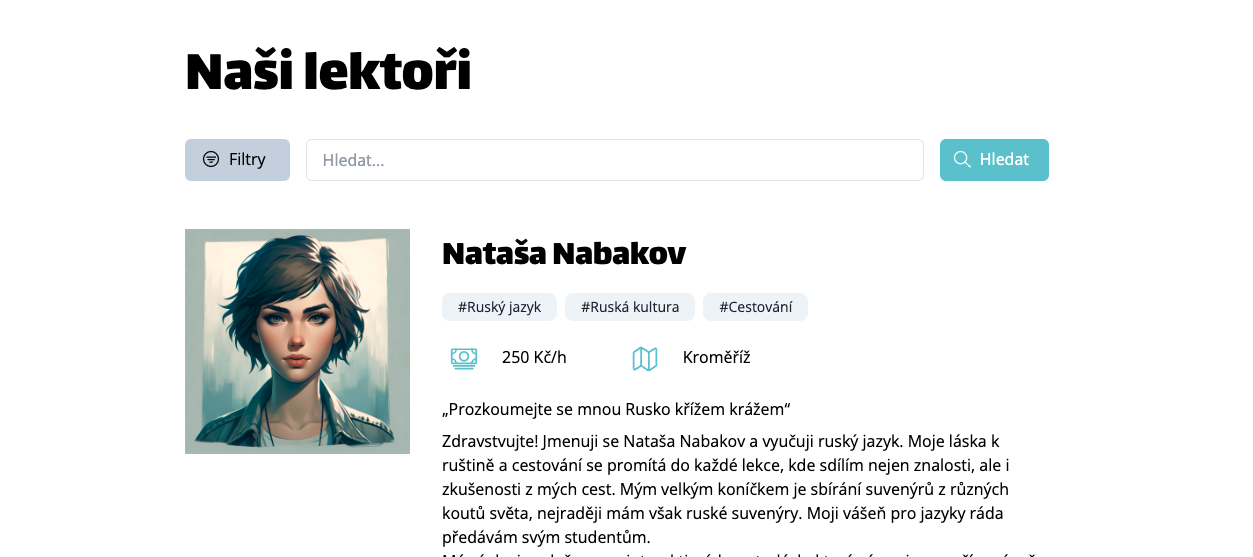 Naši lektoři
Filtry
Hledat...
Hledat
Nataša Nabakov
#Ruský jazyk
#Ruská kultura
#Cestování
250 Kč/h
Kroměříž
„Prozkoumejte se mnou Rusko křížem krážem“
Zdravstvujte! Jmenuji se Nataša Nabakov a vyučuji ruský jazyk. Moje láska k
ruštině a cestování se promítá do každé lekce, kde sdílím nejen znalosti, ale i
zkušenosti z mých cest. Mým velkým koníčkem je sbírání suvenýrů z různých
koutů světa, nejraději mám však ruské suvenýry. Moji vášeň pro jazyky ráda
předávám svým studentům.